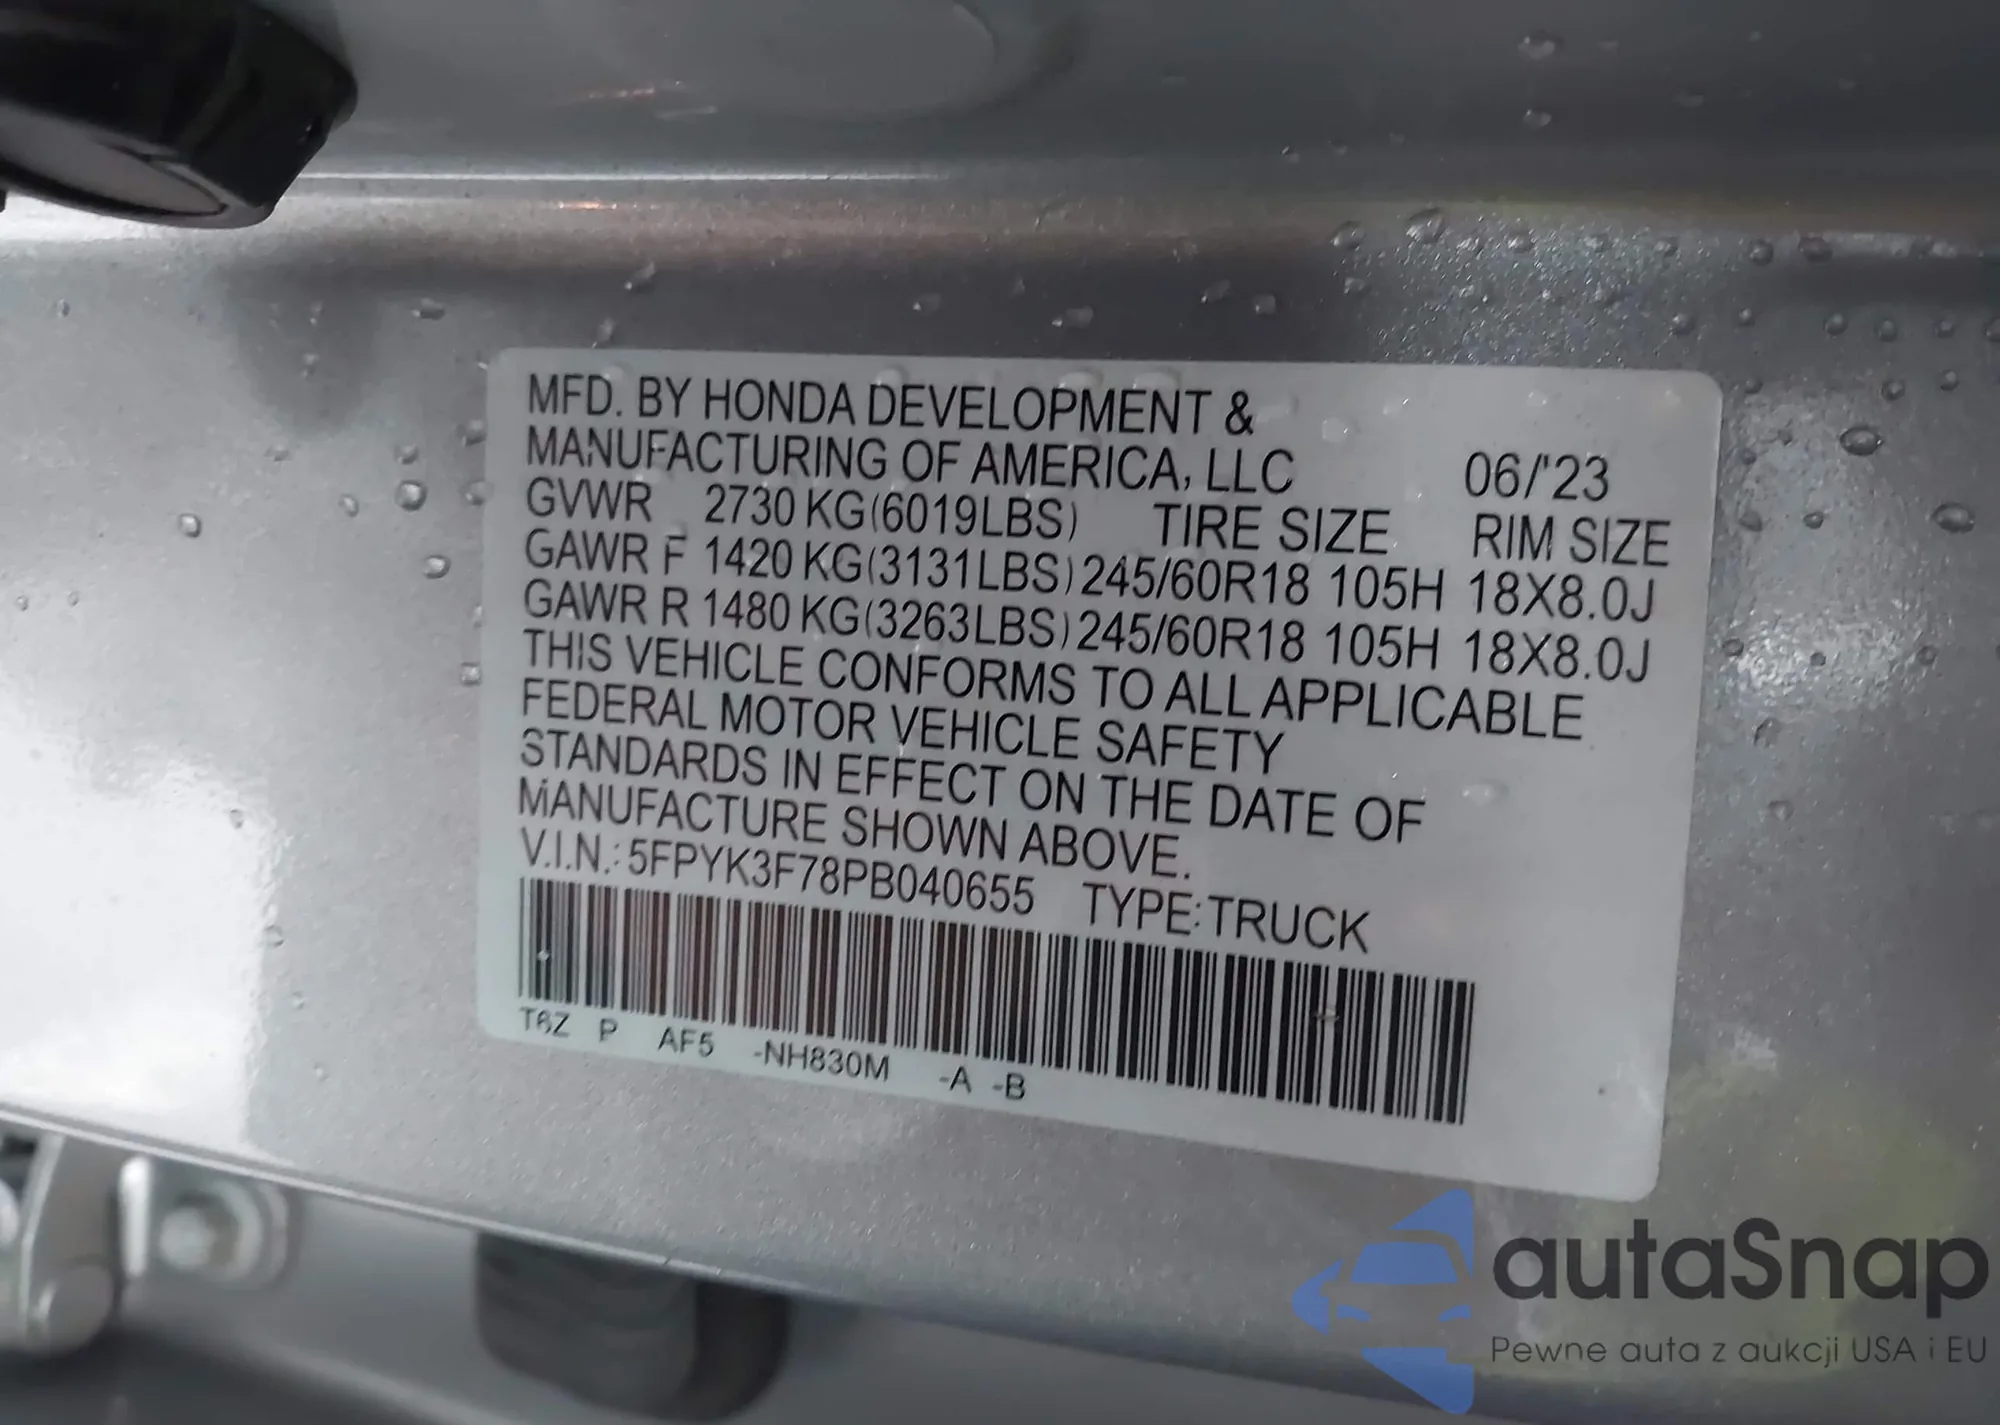 MFD. BY HONDA DEVELOPMENT &
MANUFACTURING OF AMERICA, LLC 06/'23
GVWR 2730 KG(6019LBS) TIRE SIZE RIM SIZE
GAWR F 1420 KG(3131LBS) 245/60R18 105H 18X8.0J
GAWR R 1480 KG(3263LBS) 245/60R18 105H 18X8.0J
THIS VEHICLE CONFORMS TO ALL APPLICABLE
FEDERAL MOTOR VEHICLE SAFETY
STANDARDS IN EFFECT ON THE DATE OF
MANUFACTURE SHOWN ABOVE.
V.I.N.: 5FPYK3F78PB040655 TYPE: TRUCK
T6Z P AF5 -NH830M -A -B
autaSnap
Pewne auta z aukcji USA i EU